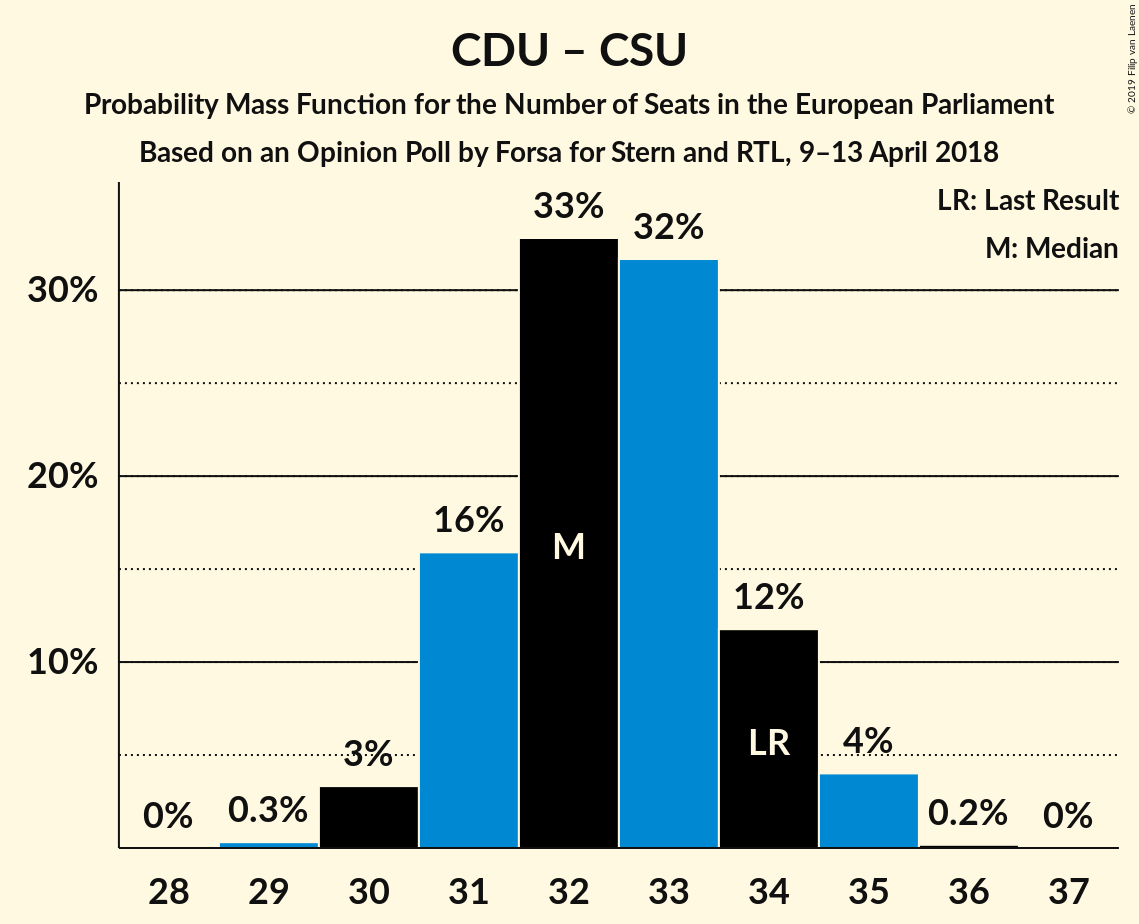 CDU – CSU
Probability Mass Function for the Number of Seats in the European Parliament
Based on an Opinion Poll by Forsa for Stern and RTL, 9–13 April 2018
© 2019 Filip van Laenen
LR: Last Result
M: Median
33%
32%
30%
20%
16%
M
12%
10%
LR
3%
4%
0%
0.3%
0.2%
0%
28 29 30 31 32 33 34 35 36 37